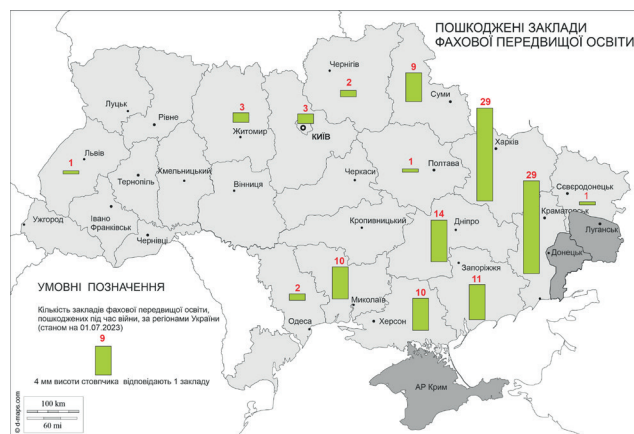 ПОШКОДЖЕНІ ЗАКЛАДИ
ФАХОВОЇ ПЕРЕДВИЩОЇ ОСВІТИ
9
Чернігів
2
Суми
29
Луцьк
Рівне
3
Житомир
3
КИЇВ
Харків
Львів
1
1
Полтава
29
Тернопіль
Хмельницький
Вінниця
Черкаси
Сєвєродонецьк
1
Ужгород
Івано
Франківськ
Чернівці
Кропивницький
14
Дніпро
Краматорськ
Луганськ
Донецьк
Запоріжжя
УМОВНІ ПОЗНАЧЕННЯ
10
2
Миколаїв
11
10
Одеса
Херсон
Кількість закладів фахової передвищої освіти,
пошкоджених під час війни, за регіонами України
(станом на 01.07.2023)
9
4 мм висоти стовпчика відповідають 1 закладу
АР Крим
100 km
60 mi
© d-maps.com